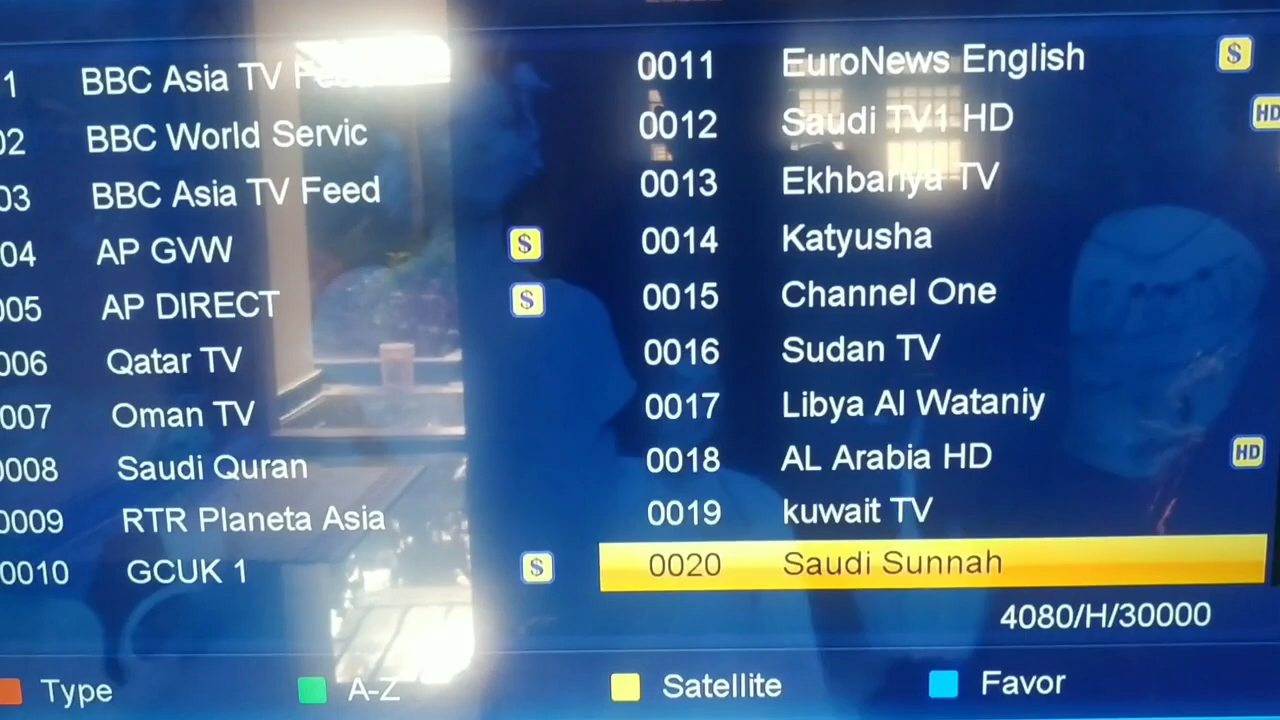 1 BBC Asia TV
02 BBC World Servic
03 BBC Asia TV Feed
04 AP GVW $
005 AP DIRECT $
006 Qatar TV
007 Oman TV
0008 Saudi Quran
0009 RTR Planeta Asia
0010 GCUK 1 $
0011 EuroNews English $
0012 Saudi TV1 HD HD
0013 Ekhbariya TV
0014 Katyusha
0015 Channel One
0016 Sudan TV
0017 Libya Al Wataniy
0018 AL Arabia HD HD
0019 kuwait TV
0020 Saudi Sunnah
4080/H/30000
Type A-Z Satellite Favor